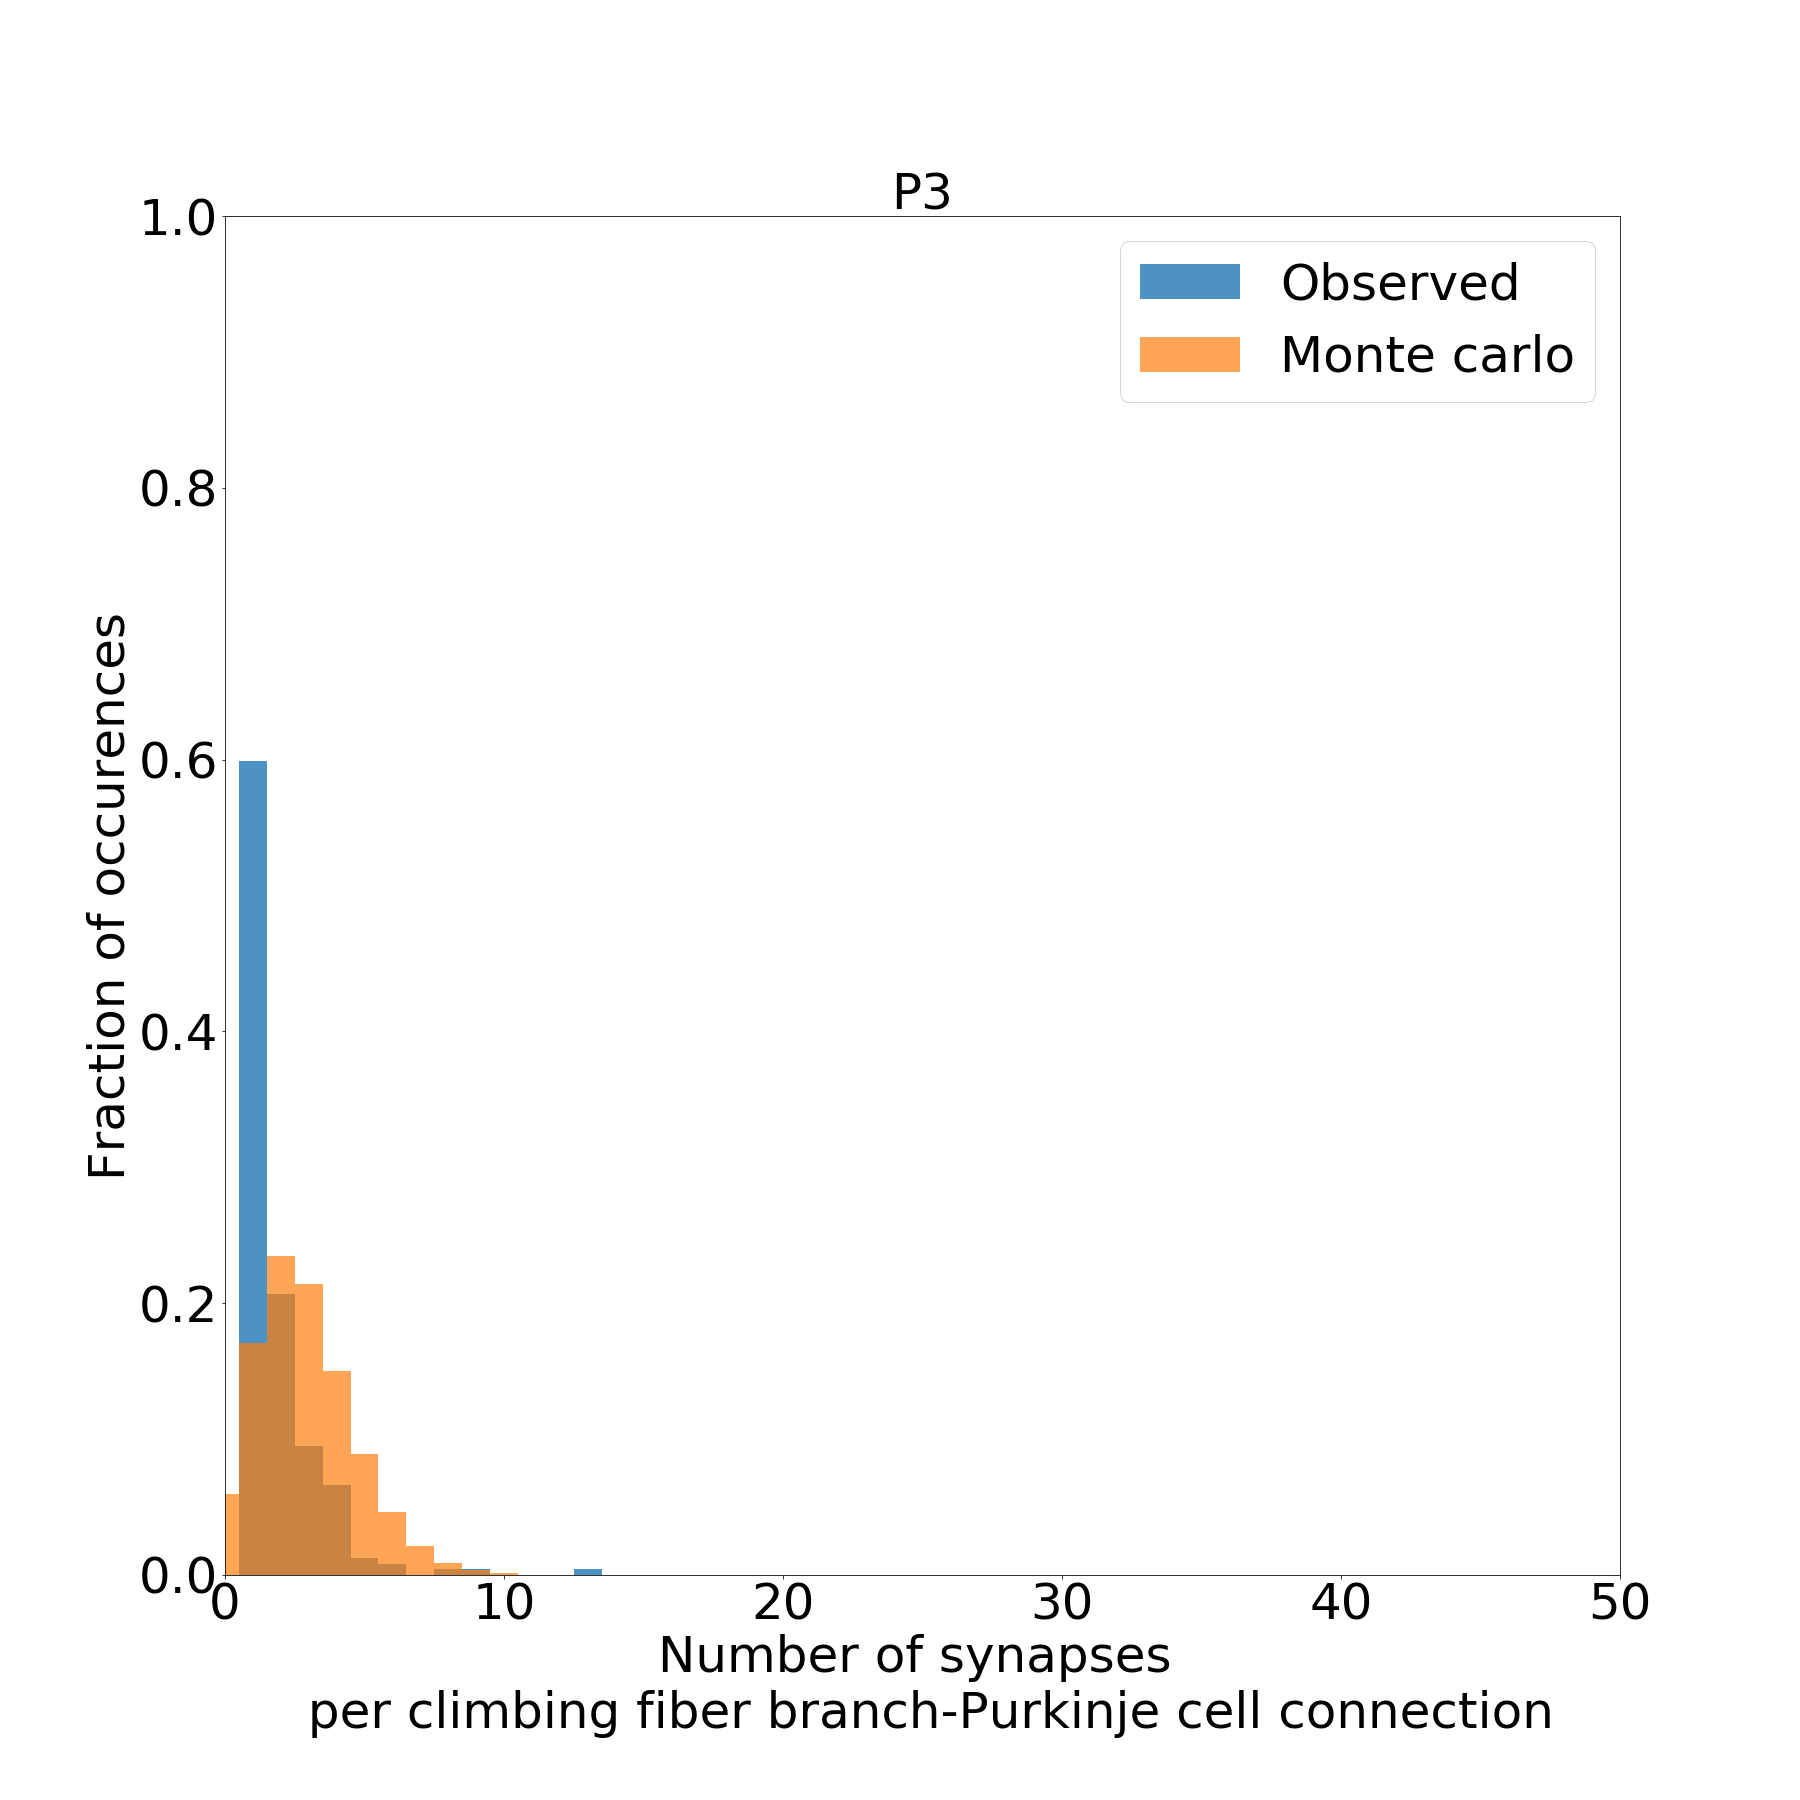 P3
1.0
0.8
0.6
0.4
0.2
0.0
Fraction of occurences
Observed
Monte carlo
0 10 20 30 40 50
Number of synapses
per climbing fiber branch-Purkinje cell connection